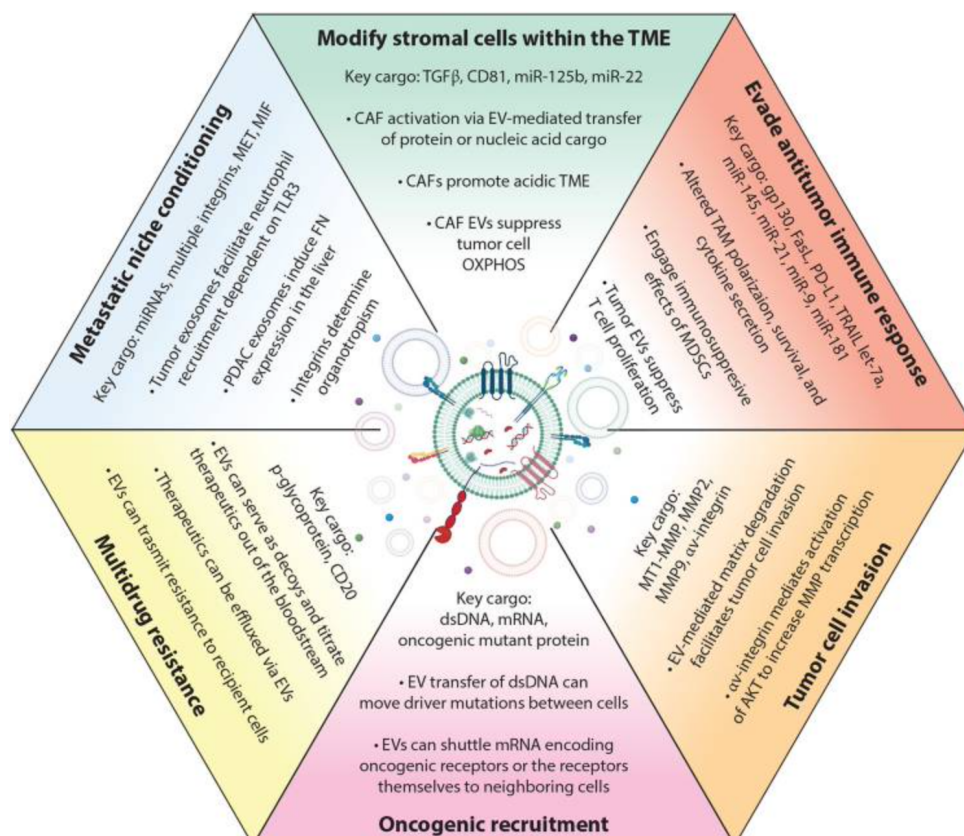 Modify stromal cells within the TME
Key cargo: TGFβ, CD81, miR-125b, miR-22
• CAF activation via EV-mediated transfer
of protein or nucleic acid cargo
• CAFs promote acidic TME
• CAF EVs suppress
tumor cell
OXPHOS
Evade antitumor immune response
Key cargo: gp130, FasL, PD-L1, TRAIL let-7a,
miR-145, miR-21, miR-9, miR-181
• Altered TAM polarizaion, survival, and
cytokine secretion
• Engage immunosuppresive
effects of MDSCs
• Tumor EVs suppress
T cell proliferation
Tumor cell invasion
Key cargo:
MT1-MMP, MMP2,
MMP9, αv-integrin
• EV-mediated matrix degradation
facilitates tumor cell invasion
• αv-integrin mediates activation
of AKT to increase MMP transcription
Key cargo:
dsDNA, mRNA,
oncogenic mutant protein
• EV transfer of dsDNA can
move driver mutations between cells
• EVs can shuttle mRNA encoding
oncogenic receptors or the receptors
themselves to neighboring cells
Oncogenic recruitment
Multidrug resistance
Key cargo:
p-glycoprotein, CD20
• EVs can serve as decoys and titrate
therapeutics out of the bloodstream
• Therapeutics can be effluxed via EVs
• EVs can trasmit resistance to recipient cells
Metastatic niche conditioning
Key cargo: miRNAs, multiple integrins, MET, MIF
• Tumor exosomes facilitate neutrophil
recruitment dependent on TLR3
• PDAC exosomes induce FN
expression in the liver
• Integrins determine
organotropism